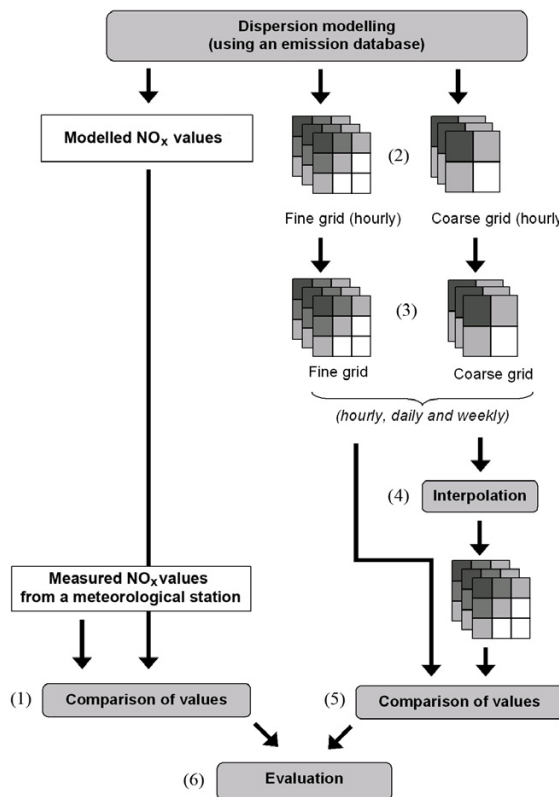 Dispersion modelling
(using an emission database)
Modelled NOx values
(2)
Fine grid (hourly)
Coarse grid (hourly
(3)
Fine grid
Coarse grid
(hourly, daily and weekly)
(4)
Interpolation
Measured NOx values
from a meteorological station
(1)
Comparison of values
(5)
Comparison of values
(6)
Evaluation